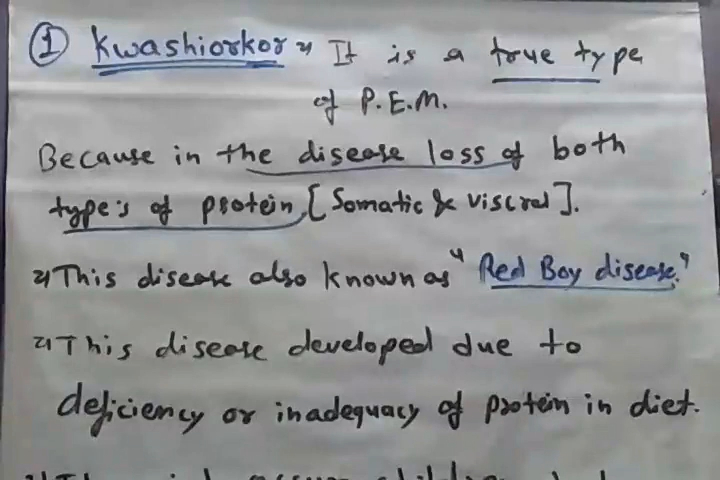 ① Kwashiorkor → It is a true type
of P.E.M.
Because in the disease loss of both
type's of protein [Somatic & viscral].
→ This disease also known as "Red Boy disease."
→ This disease developed due to
deficiency or inadequacy of protein in diet.